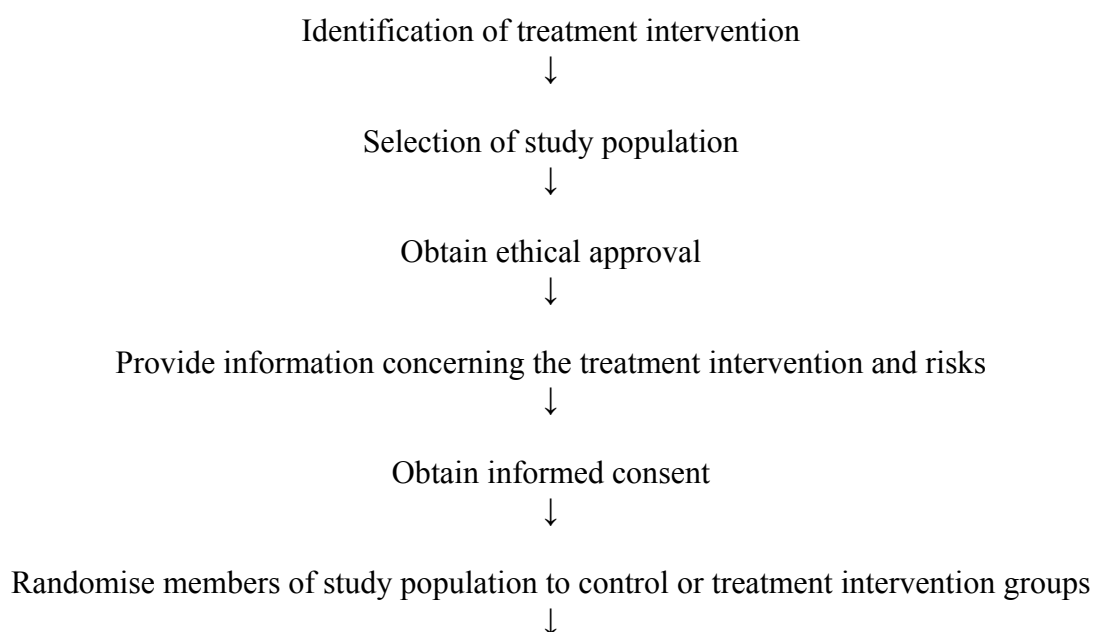 Identification of treatment intervention
↓
Selection of study population
↓
Obtain ethical approval
↓
Provide information concerning the treatment intervention and risks
↓
Obtain informed consent
↓
Randomise members of study population to control or treatment intervention groups
↓